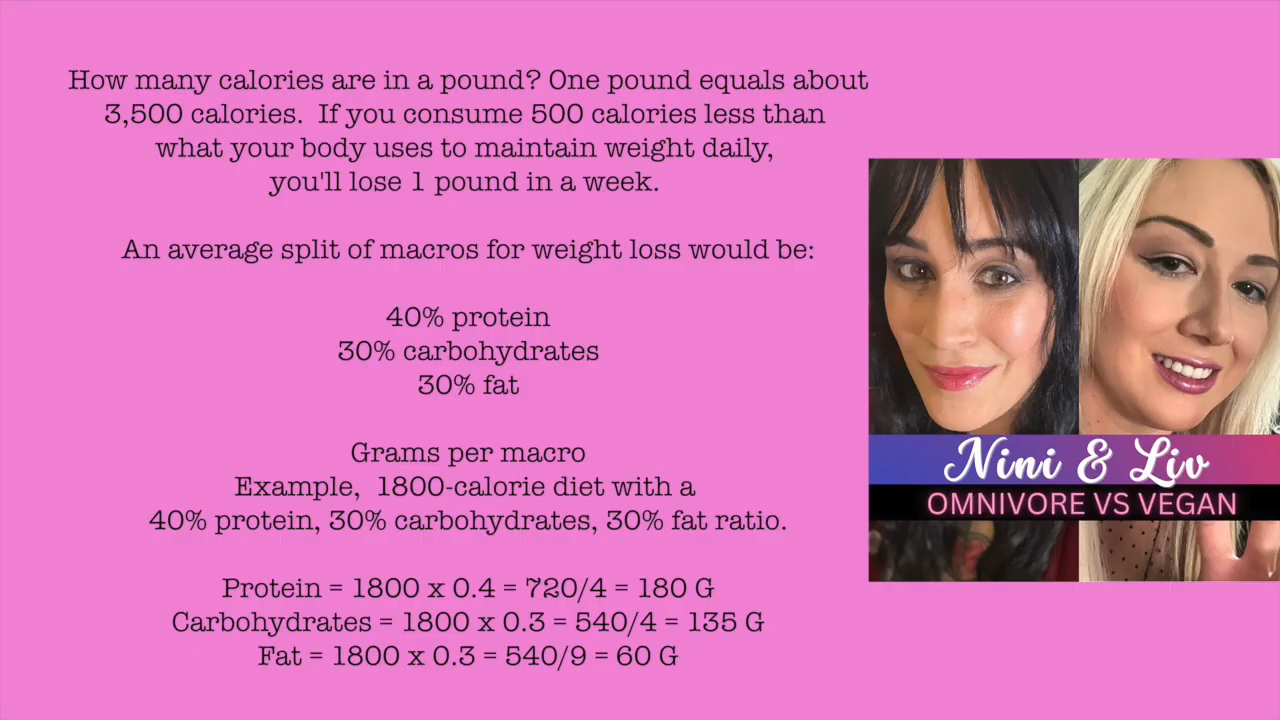 How many calories are in a pound? One pound equals about
3,500 calories.  If you consume 500 calories less than
what your body uses to maintain weight daily,
you'll lose 1 pound in a week.
An average split of macros for weight loss would be:
40% protein
30% carbohydrates
30% fat
Grams per macro
Example,  1800-calorie diet with a
40% protein, 30% carbohydrates, 30% fat ratio.
Protein = 1800 x 0.4 = 720/4 = 180 G
Carbohydrates = 1800 x 0.3 = 540/4 = 135 G
Fat = 1800 x 0.3 = 540/9 = 60 G
Nini & Liv
OMNIVORE VS VEGAN